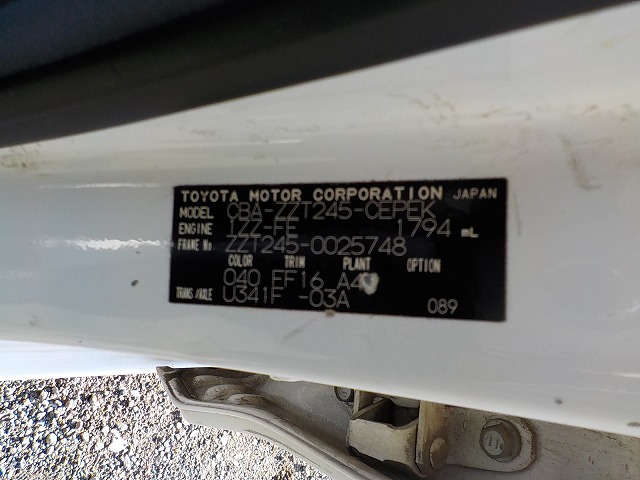 TOYOTA MOTOR CORPORATION JAPAN
MODEL CBA-ZZT245-CEPEK
ENGINE 1ZZ-FE 1794 mL
FRAME No ZZT245-0025748
COLOR TRIM PLANT OPTION
040 FF16
TRANS/AXLE U341F -03A 089